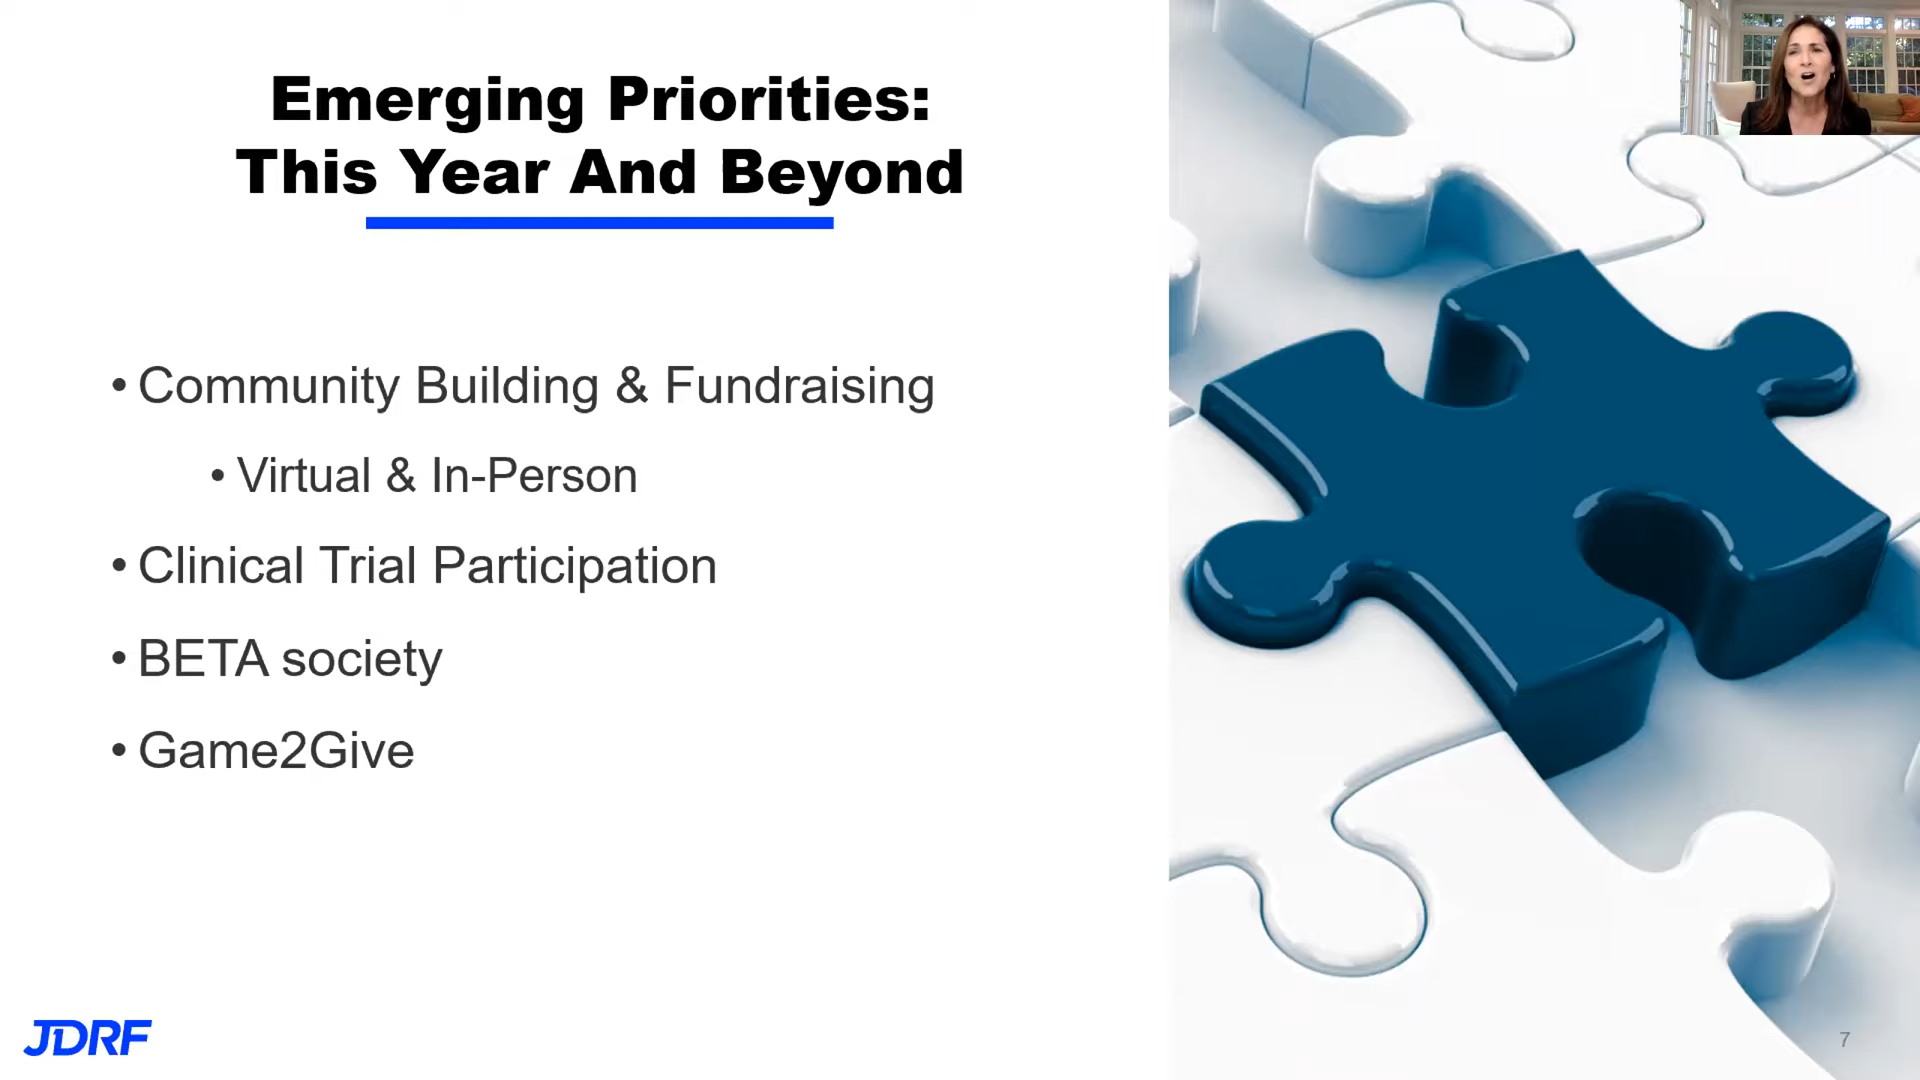 Emerging Priorities:
This Year And Beyond
• Community Building & Fundraising
• Virtual & In-Person
• Clinical Trial Participation
• BETA society
• Game2Give
JDRF
7